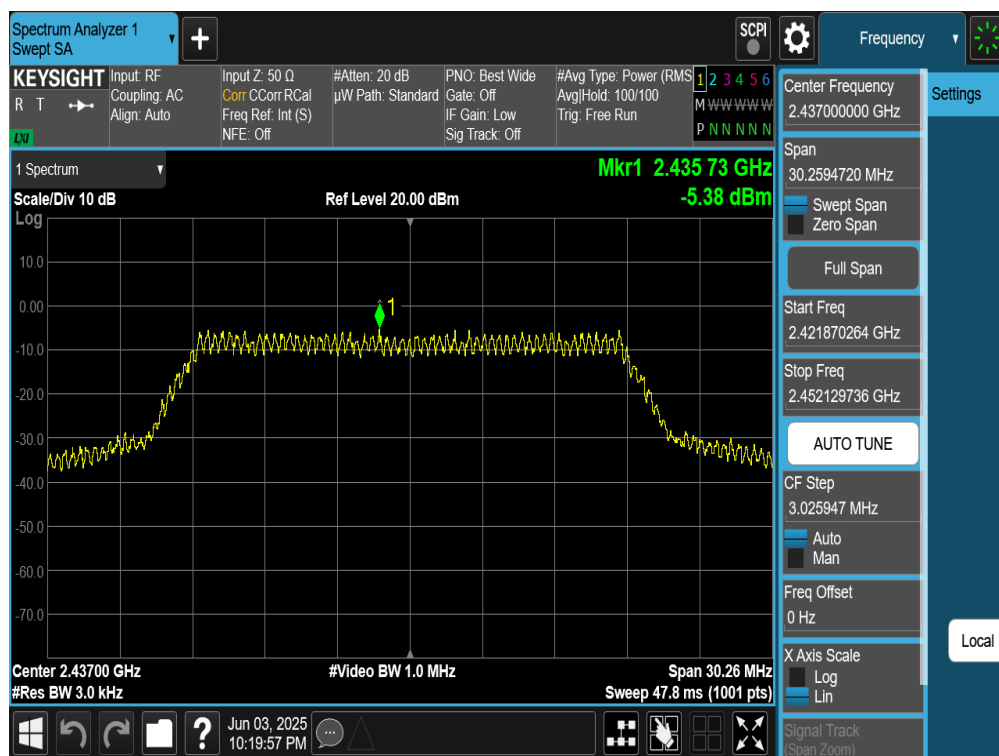 Spectrum Analyzer 1
Swept SA
+
SCPI
Frequency
KEYSIGHT
R T
LNI
Input: RF
Coupling: AC
Align: Auto
Input Z: 50 Ω
Corr CCorr RCal
Freq Ref: Int (S)
NFE: Off
#Atten: 20 dB
µW Path: Standard
PNO: Best Wide
Gate: Off
IF Gain: Low
Sig Track: Off
#Avg Type: Power (RMS
Avg|Hold: 100/100
Trig: Free Run
1 2 3 4 5 6
M W W W W W
P N N N N N
Settings
1 Spectrum
Mkr1 2.435 73 GHz
-5.38 dBm
Scale/Div 10 dB
Ref Level 20.00 dBm
Log
10.0
0.00
-10.0
-20.0
-30.0
-40.0
-50.0
-60.0
-70.0
1
Center 2.43700 GHz
#Video BW 1.0 MHz
Span 30.26 MHz
#Res BW 3.0 kHz
Sweep 47.8 ms (1001 pts)
Center Frequency
2.437000000 GHz
Span
30.2594720 MHz
Swept Span
Zero Span
Full Span
Start Freq
2.421870264 GHz
Stop Freq
2.452129736 GHz
AUTO TUNE
CF Step
3.025947 MHz
Auto
Man
Freq Offset
0 Hz
X Axis Scale
Log
Lin
Signal Track
(Span Zoom)
Local
?
Jun 03, 2025
10:19:57 PM